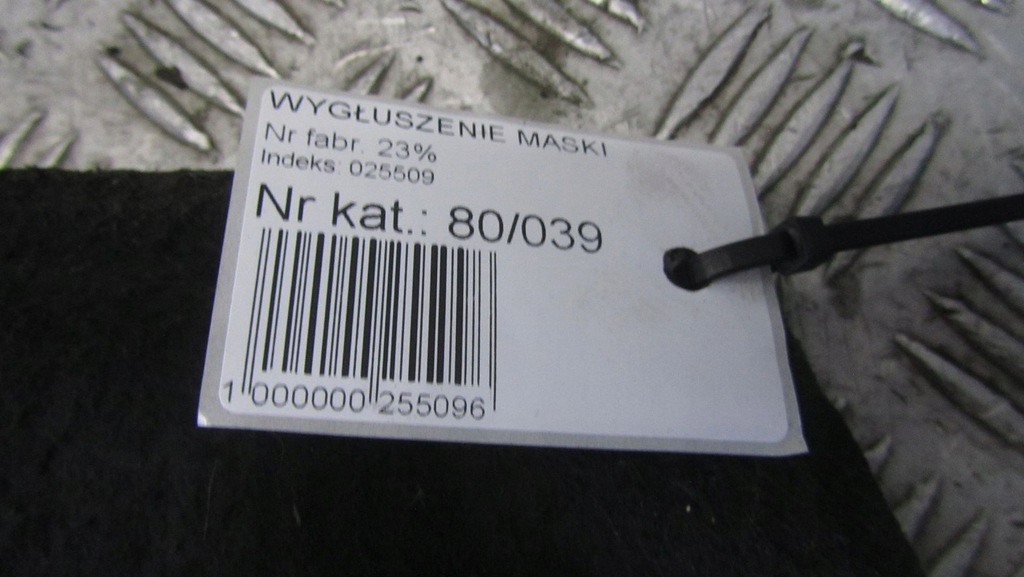 WYGŁUSZENIE MASKI
Nr fabr. 23%
Indeks: 025509
Nr kat.: 80/039
1 000000 255096